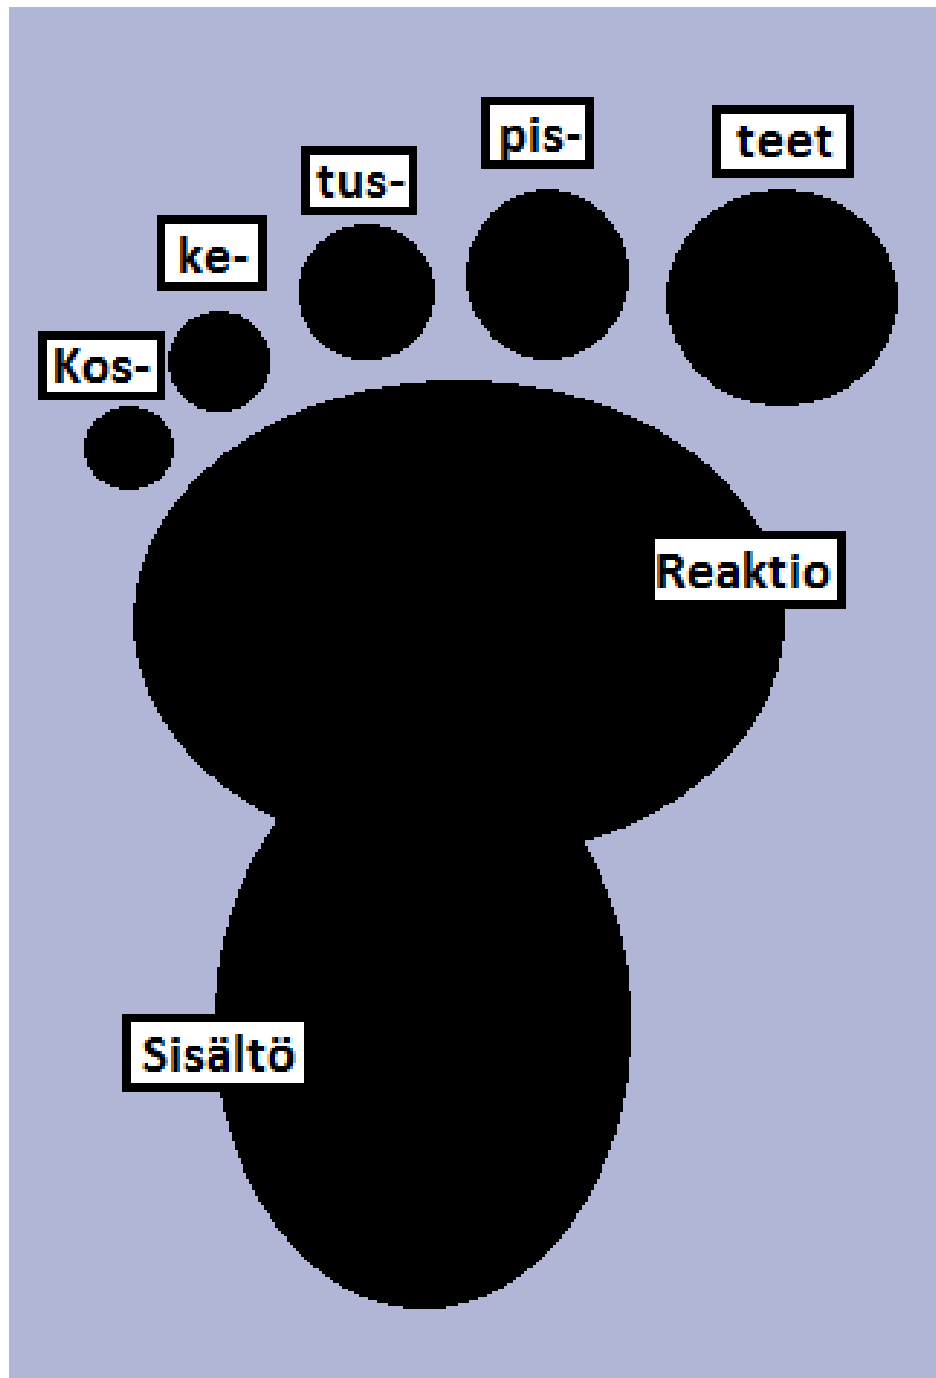 Kos-
ke-
tus-
pis-
teet
Reaktio
Sisältö